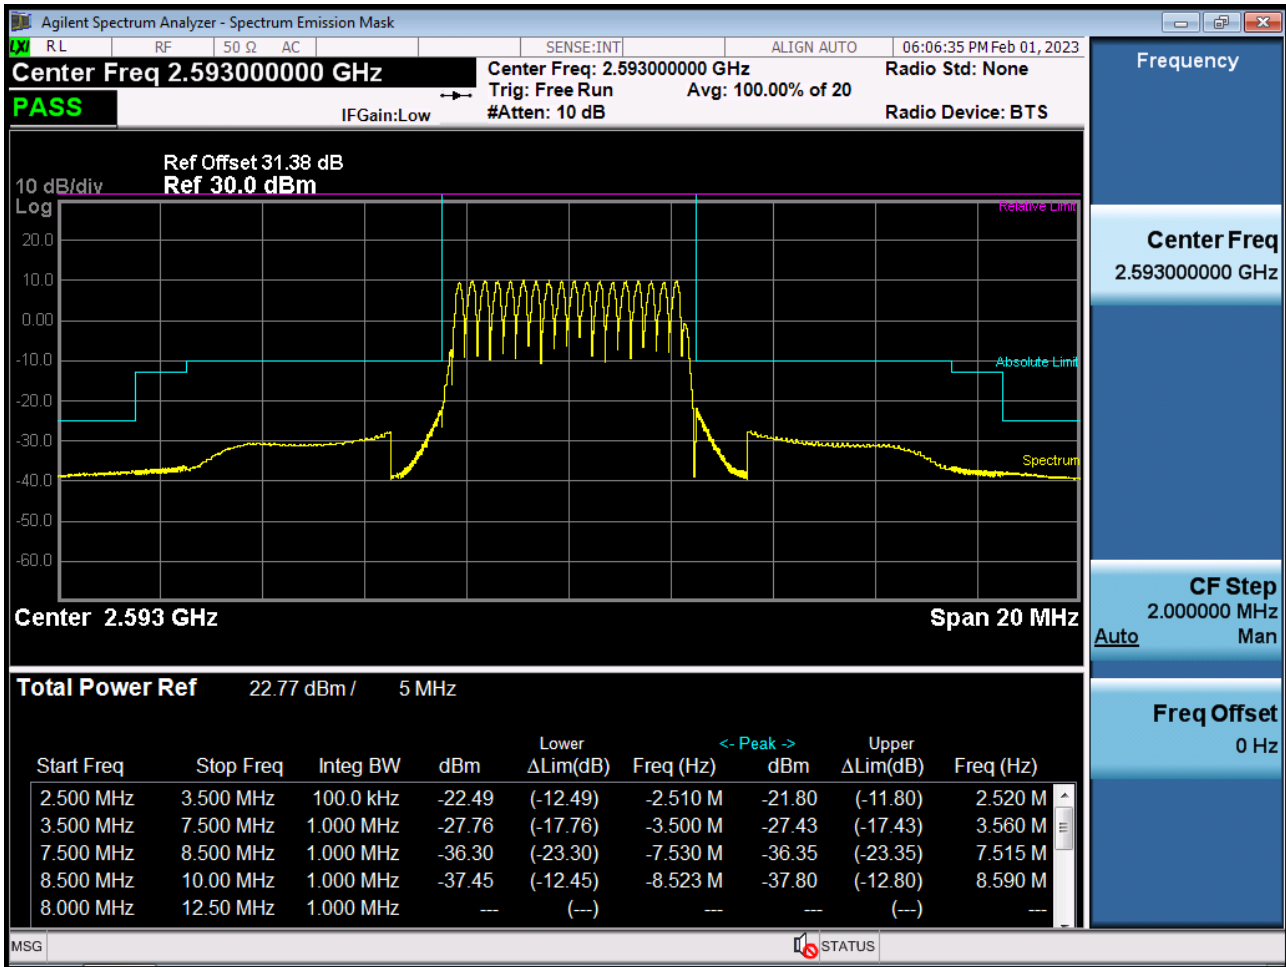 Agilent Spectrum Analyzer - Spectrum Emission Mask
LXI RL RF 50 Ω AC SENSE:INT ALIGN AUTO 06:06:35 PM Feb 01, 2023
Center Freq 2.593000000 GHz Center Freq: 2.593000000 GHz Radio Std: None
Trig: Free Run Avg: 100.00% of 20
PASS IFGain:Low #Atten: 10 dB Radio Device: BTS
Ref Offset 31.38 dB
10 dB/div Ref 30.0 dBm
Log
Relative Limit
20.0
10.0
0.00
-10.0
Absolute Limit
-20.0
-30.0
Spectrum
-40.0
-50.0
-60.0
Center 2.593 GHz Span 20 MHz
Total Power Ref 22.77 dBm / 5 MHz
Lower <- Peak -> Upper
Start Freq Stop Freq Integ BW dBm ΔLim(dB) Freq (Hz) dBm ΔLim(dB) Freq (Hz)
2.500 MHz 3.500 MHz 100.0 kHz -22.49 (-12.49) -2.510 M -21.80 (-11.80) 2.520 M
3.500 MHz 7.500 MHz 1.000 MHz -27.76 (-17.76) -3.500 M -27.43 (-17.43) 3.560 M
7.500 MHz 8.500 MHz 1.000 MHz -36.30 (-23.30) -7.530 M -36.35 (-23.35) 7.515 M
8.500 MHz 10.00 MHz 1.000 MHz -37.45 (-12.45) -8.523 M -37.80 (-12.80) 8.590 M
8.000 MHz 12.50 MHz 1.000 MHz --- (---) --- --- (---) ---
MSG STATUS
Frequency
Center Freq
2.593000000 GHz
CF Step
2.000000 MHz
Auto Man
Freq Offset
0 Hz